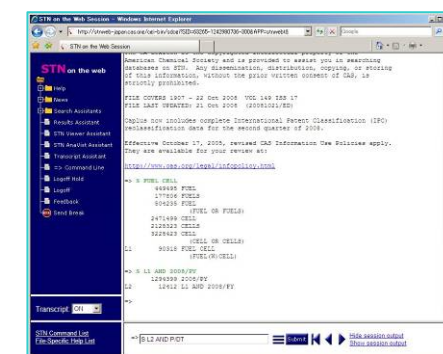 STN on the Web Session - Windows Internet Explorer
STN on the Web Session
STN on the web
Help
News
Search Assistants
Results Assistant
STN Viewer Assistant
STN AnaVist Assistant
Transcript Assistant
=> Command Line
Logoff Hold
Logoff
Feedback
Send Break
Transcript: ON
STN Command List
File Specific Help List
American Chemical Society and is provided to assist you in searching
databases on STN. Any dissemination, distribution, copying, or storing
of this information, without the prior written consent of CAS, is
strictly prohibited.
FILE COVERS 1907 - 22 Oct 2008 VOL 149 ISS 17
FILE LAST UPDATED: 21 Oct 2008 (20081021/ED)
Caplus now includes complete International Patent Classification (IPC)
reclassification data for the second quarter of 2008.
Effective October 17, 2005, revised CAS Information Use Policies apply.
They are available for your review at:
http://www.cas.org/legal/infopolicy.html
=> S FUEL CELL
FUEL
FUELS
FUEL
(FUEL OR FUELS)
2471499 CELL
CELLS
CELL
(CELL OR CELLS)
L1 FUEL CELL
(FUEL(W)CELL)
=> S L1 AND 2008/PY
2008/PY
L2 L1 AND 2008/PY
=>
=> S L2 AND P/DT
Submit
Hide session output
Show session output